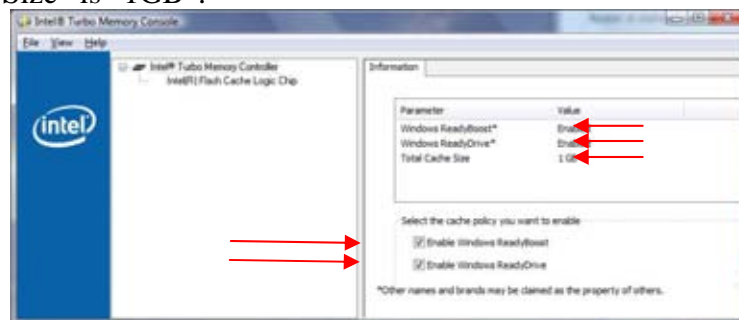 Size" is "1GB".
Intel® Turbo Memory Console
File View Help
Intel® Turbo Memory Controller
Intel(R) Flash Cache Logic Chip
Information
intel
Parameter Value
Windows ReadyBoost*
Windows ReadyDrive*
Total Cache Size 1 GB
Select the cache policy you want to enable
Enable Windows ReadyBoost
Enable Windows ReadyDrive
*Other names and brands may be claimed as the property of others.